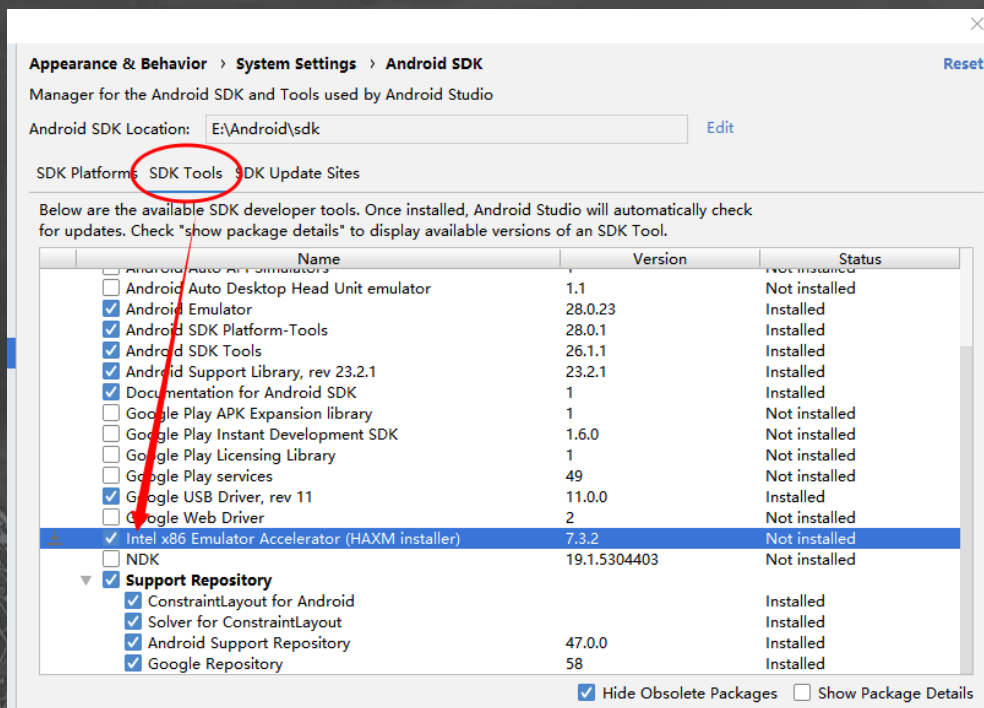 Appearance & Behavior › System Settings › Android SDK Reset
Manager for the Android SDK and Tools used by Android Studio
Android SDK Location: E:\Android\sdk Edit
SDK Platforms SDK Tools SDK Update Sites
Below are the available SDK developer tools. Once installed, Android Studio will automatically check
for updates. Check "show package details" to display available versions of an SDK Tool.
Name Version Status
Android Auto API Simulators 1 Not installed
Android Auto Desktop Head Unit emulator 1.1 Not installed
Android Emulator 28.0.23 Installed
Android SDK Platform-Tools 28.0.1 Installed
Android SDK Tools 26.1.1 Installed
Android Support Library, rev 23.2.1 23.2.1 Installed
Documentation for Android SDK 1 Installed
Google Play APK Expansion library 1 Not installed
Google Play Instant Development SDK 1.6.0 Not installed
Google Play Licensing Library 1 Not installed
Google Play services 49 Not installed
Google USB Driver, rev 11 11.0.0 Installed
Google Web Driver 2 Not installed
Intel x86 Emulator Accelerator (HAXM installer) 7.3.2 Not installed
NDK 19.1.5304403 Not installed
Support Repository
ConstraintLayout for Android Installed
Solver for ConstraintLayout Installed
Android Support Repository 47.0.0 Installed
Google Repository 58 Installed
Hide Obsolete Packages Show Package Details